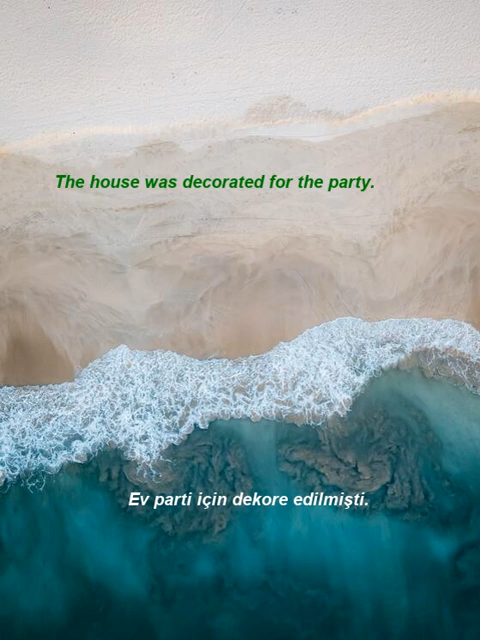 The house was decorated for the party.
Ev parti için dekore edilmişti.